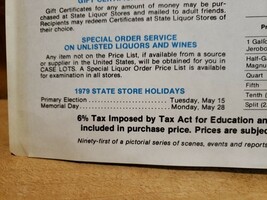 GIFT CERTIFICATES
Gift Certificates for any amount of money may be pur-
chased at State Liquor Stores and mailed to adult friends.
Recipients may redeem Certificates at State Liquor Stores of
their choice.
SPECIAL ORDER SERVICE
ON UNLISTED LIQUORS AND WINES
Any item not on the Price List, if available from a source
or supplier in the United States, will be obtained for you in
CASE LOTS. A Special Liquor Order Price List is available
for examination in all stores.
1979 STATE STORE HOLIDAYS
Primary Election Tuesday, May 15
Memorial Day Monday, May 28
6% Tax Imposed by Tax Act for Education an
included in purchase price. Prices are subjec
Ninety-first of a pictorial series of scenes, events and reporte
1 Gallo
Jerobo
Half-G
Magn
Quart
Fifth
Tenth (
Split (2